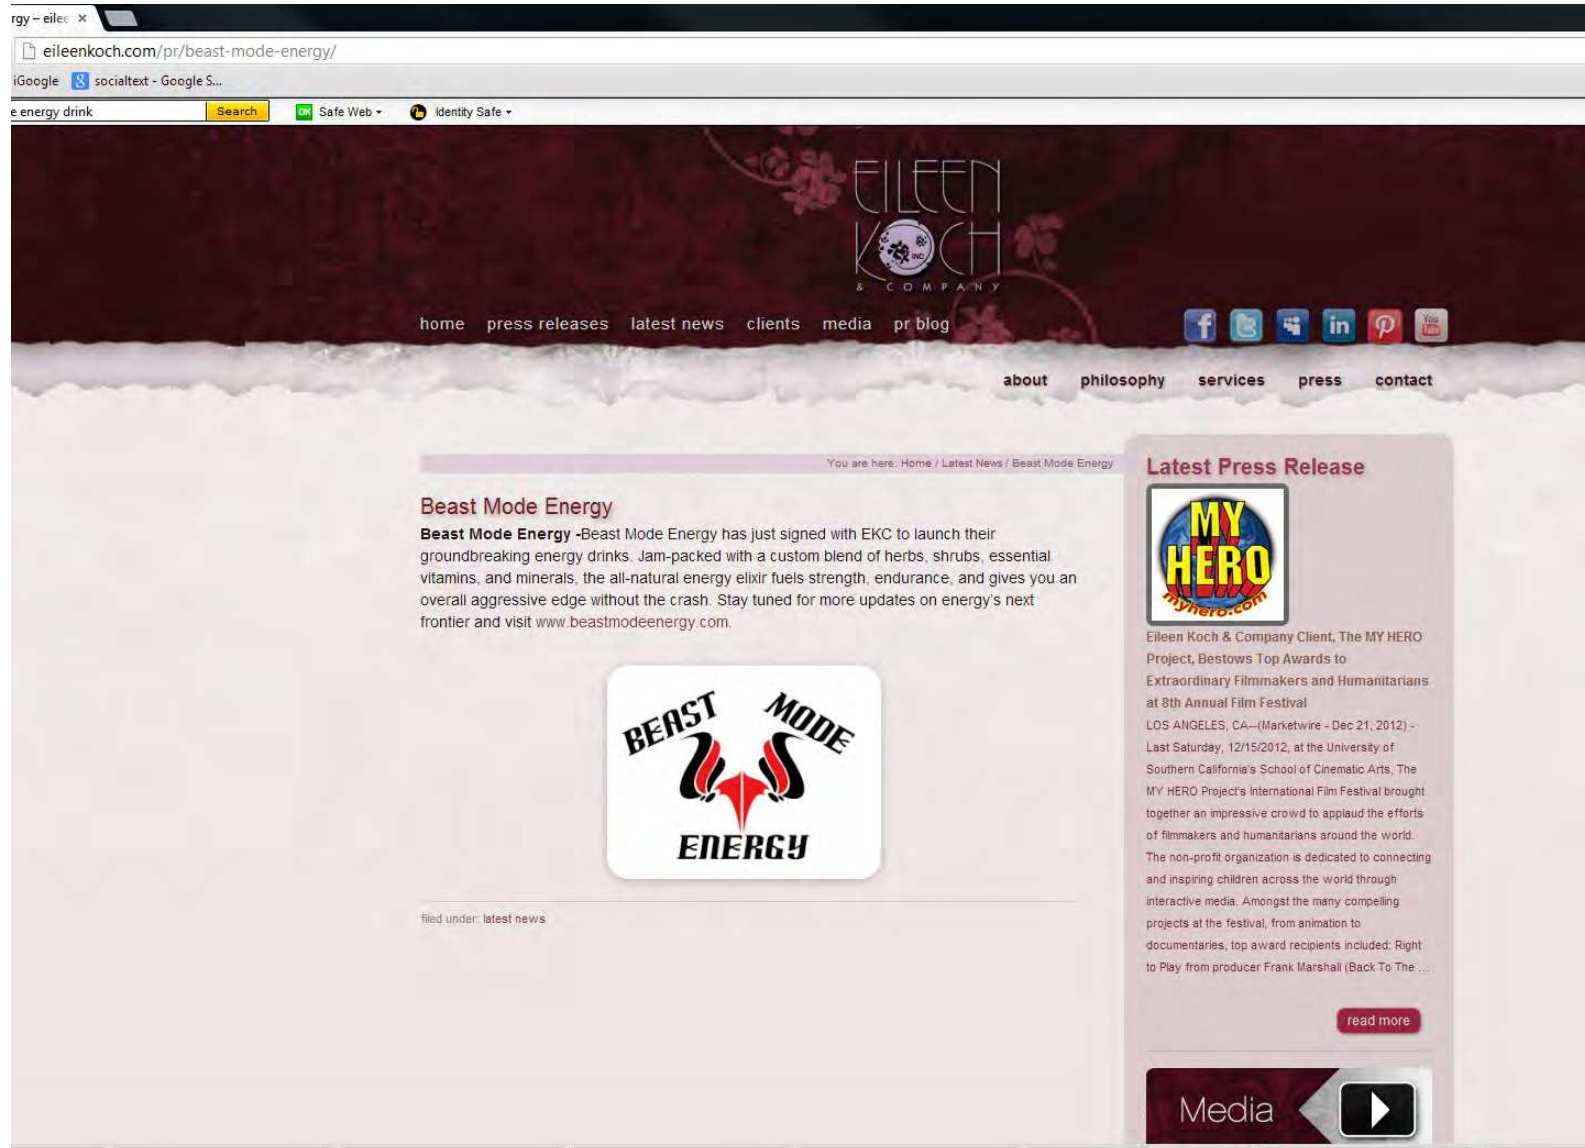 rgy – eilee ×
eileenkoch.com/pr/beast-mode-energy/
iGoogle socialtext - Google S...
e energy drink Search OK Safe Web Identity Safe
EILEEN
KOCH
INC
& COMPANY
home press releases latest news clients media pr blog
You Tube
about philosophy services press contact
You are here: Home / Latest News / Beast Mode Energy
Beast Mode Energy
Beast Mode Energy -Beast Mode Energy has just signed with EKC to launch their
groundbreaking energy drinks. Jam-packed with a custom blend of herbs, shrubs, essential
vitamins, and minerals, the all-natural energy elixir fuels strength, endurance, and gives you an
overall aggressive edge without the crash. Stay tuned for more updates on energy's next
frontier and visit www.beastmodeenergy.com.
BEAST MODE
ENERGY
filed under: latest news
Latest Press Release
MY
HERO
myhero.com
Eileen Koch & Company Client, The MY HERO
Project, Bestows Top Awards to
Extraordinary Filmmakers and Humanitarians
at 8th Annual Film Festival
LOS ANGELES, CA--(Marketwire - Dec 21, 2012) -
Last Saturday, 12/15/2012, at the University of
Southern California's School of Cinematic Arts, The
MY HERO Project's International Film Festival brought
together an impressive crowd to applaud the efforts
of filmmakers and humanitarians around the world.
The non-profit organization is dedicated to connecting
and inspiring children across the world through
interactive media. Amongst the many compelling
projects at the festival, from animation to
documentaries, top award recipients included: Right
to Play from producer Frank Marshall (Back To The ...
read more
Media